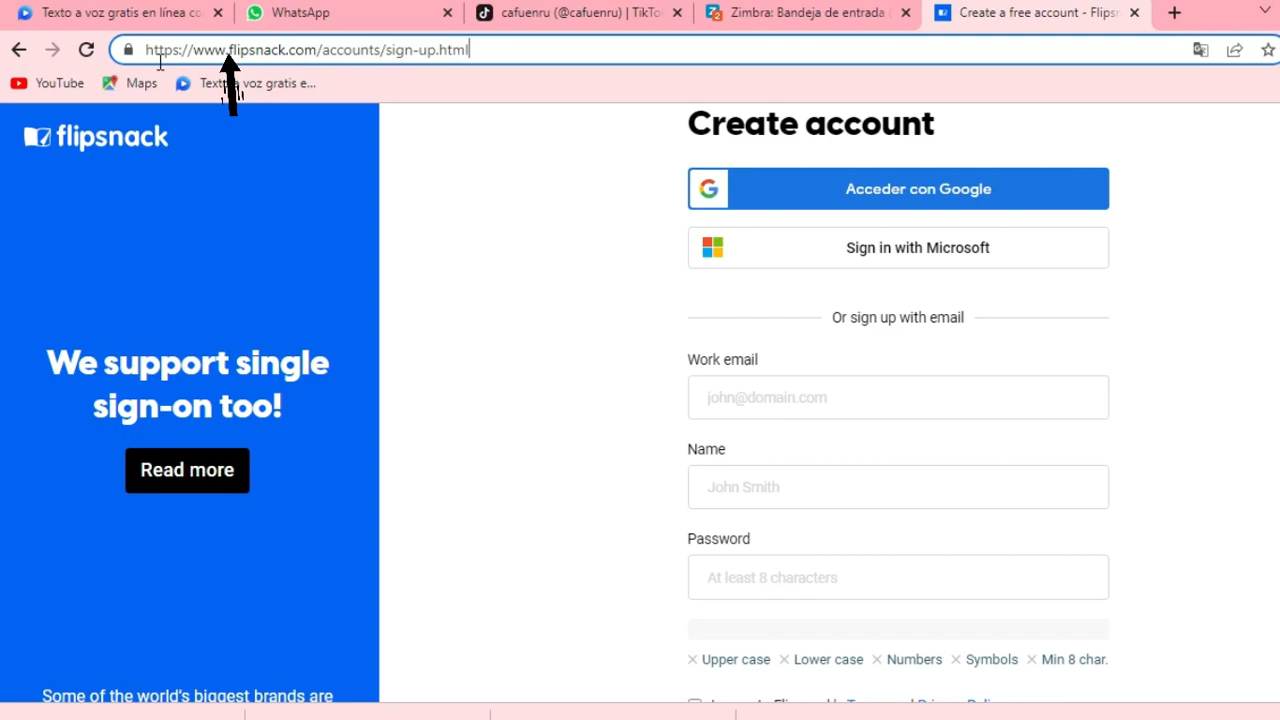 Texto a voz gratis en línea co
WhatsApp
cafuenru (@cafuenru) | TikTo
Zimbra: Bandeja de entrada
Create a free account - Flipsn
https://www.flipsnack.com/accounts/sign-up.html
YouTube
Maps
Texto a voz gratis e...
flipsnack
We support single
sign-on too!
Read more
Some of the world's biggest brands are
Create account
Acceder con Google
Sign in with Microsoft
Or sign up with email
Work email
john@domain.com
Name
John Smith
Password
At least 8 characters
Upper case
Lower case
Numbers
Symbols
Min 8 char.